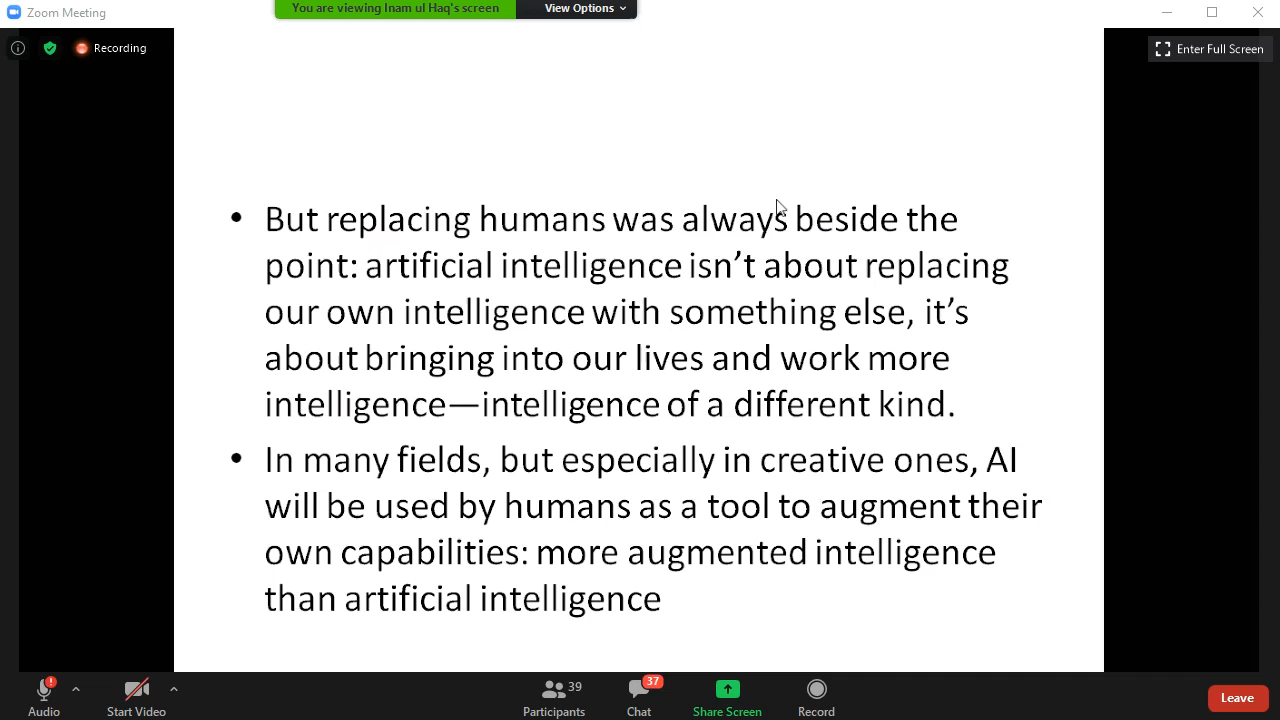 Zoom Meeting
You are viewing Inam ul Haq's screen
View Options
Recording
Enter Full Screen
• But replacing humans was always beside the
point: artificial intelligence isn't about replacing
our own intelligence with something else, it's
about bringing into our lives and work more
intelligence—intelligence of a different kind.
• In many fields, but especially in creative ones, AI
will be used by humans as a tool to augment their
own capabilities: more augmented intelligence
than artificial intelligence
Audio
Start Video
Participants
39
Chat
37
Share Screen
Record
Leave